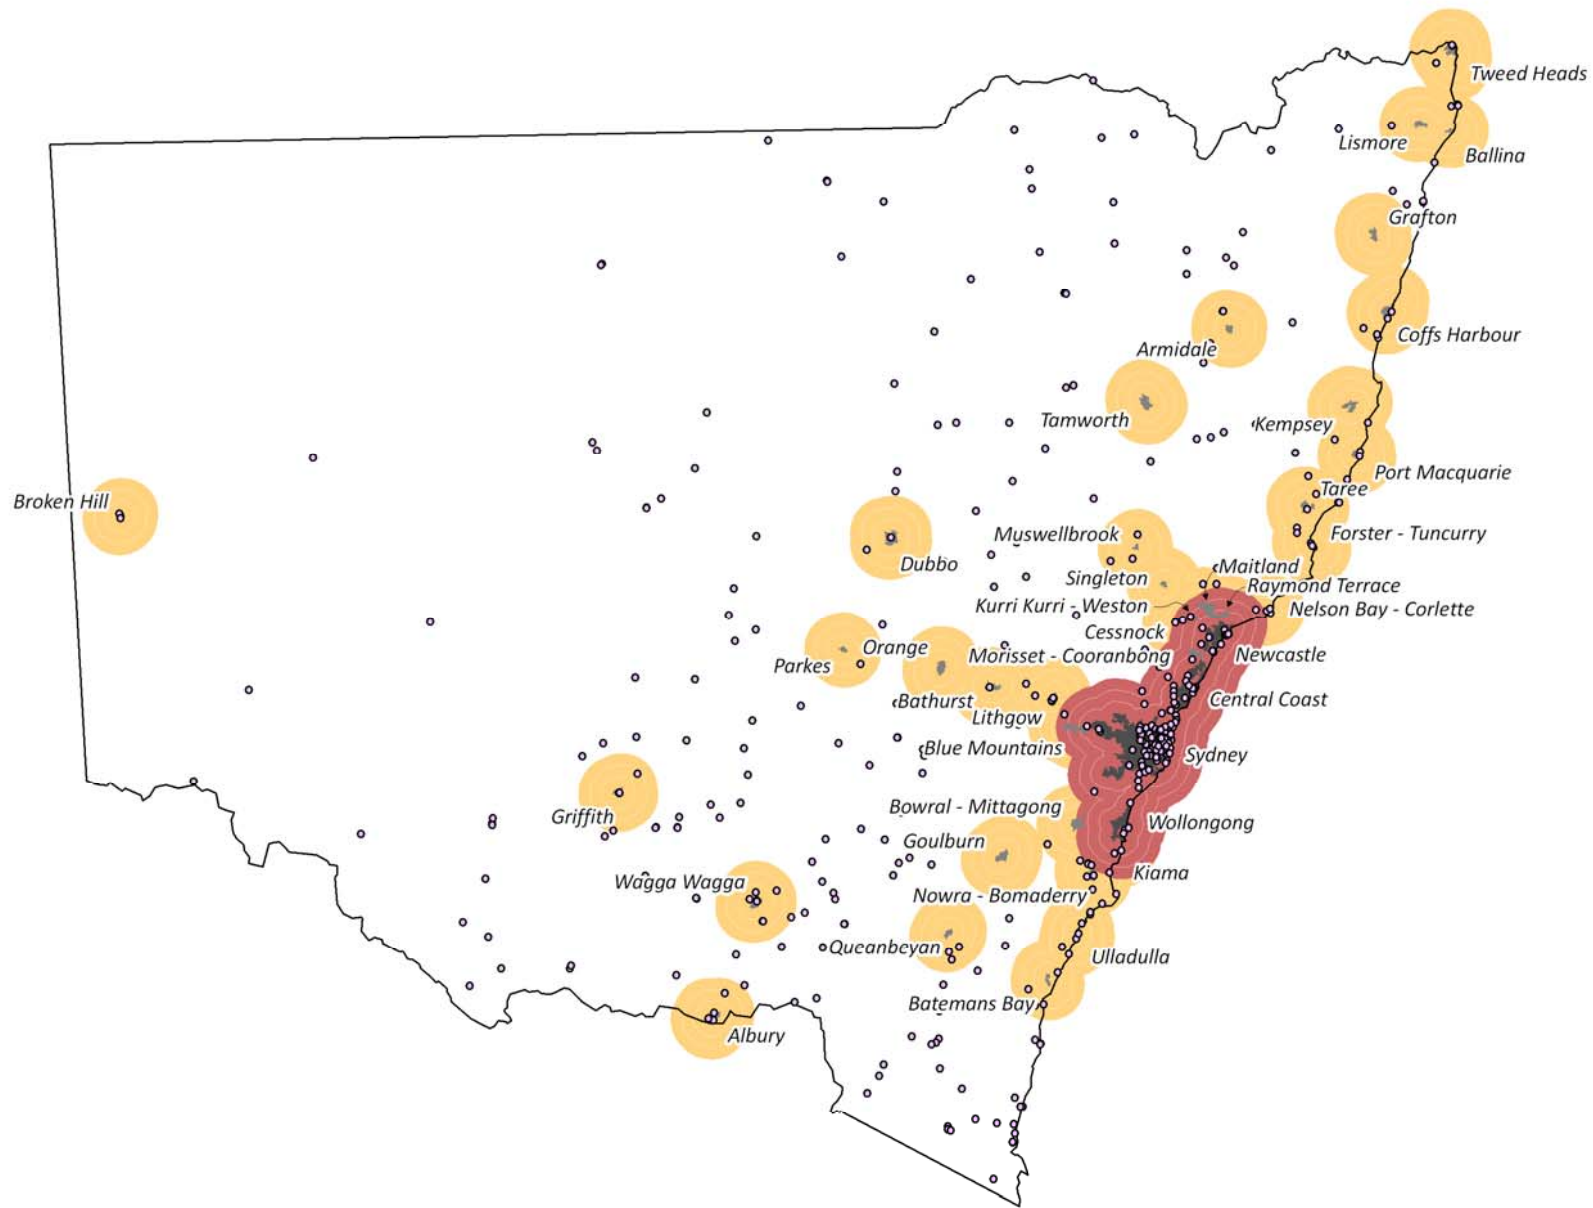 Tweed Heads
Lismore
Ballina
Grafton
Coffs Harbour
Armidale
Tamworth
Kempsey
Port Macquarie
Broken Hill
Taree
Forster - Tuncurry
Muswellbrook
Dubbo
Maitland
Singleton
Raymond Terrace
Kurri Kurri - Weston
Nelson Bay - Corlette
Cessnock
Orange
Morisset - Cooranbong
Newcastle
Parkes
Bathurst
Central Coast
Lithgow
Blue Mountains
Sydney
Bowral - Mittagong
Griffith
Wollongong
Goulburn
Kiama
Wagga Wagga
Nowra - Bomaderry
Queanbeyan
Ulladulla
Batemans Bay
Albury